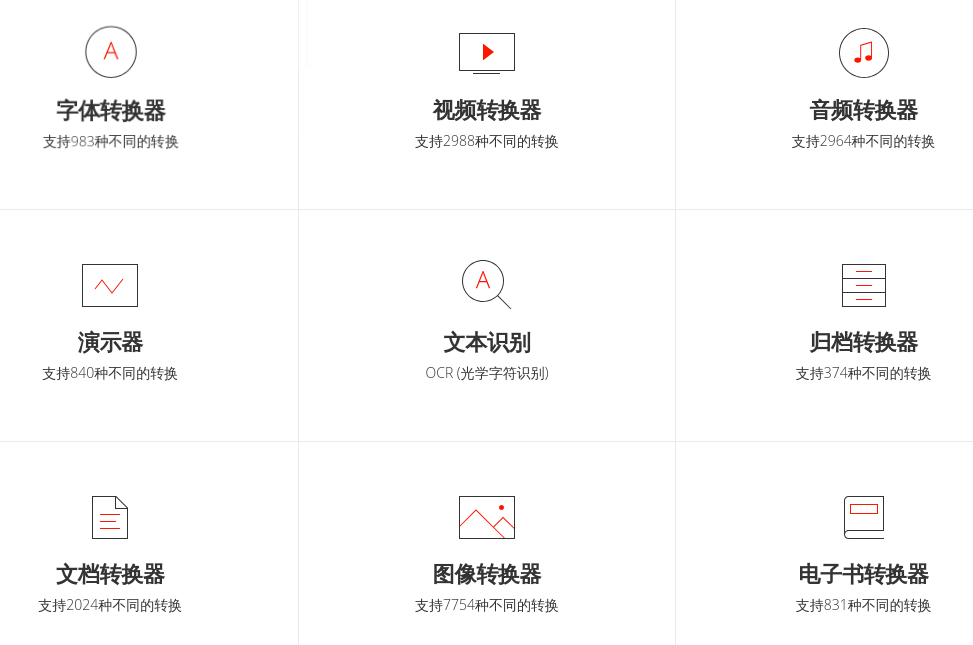 A
字体转换器
支持983种不同的转换
视频转换器
支持2988种不同的转换
音频转换器
支持2964种不同的转换
演示器
支持840种不同的转换
A
文本识别
OCR (光学字符识别)
归档转换器
支持374种不同的转换
文档转换器
支持2024种不同的转换
图像转换器
支持7754种不同的转换
电子书转换器
支持831种不同的转换